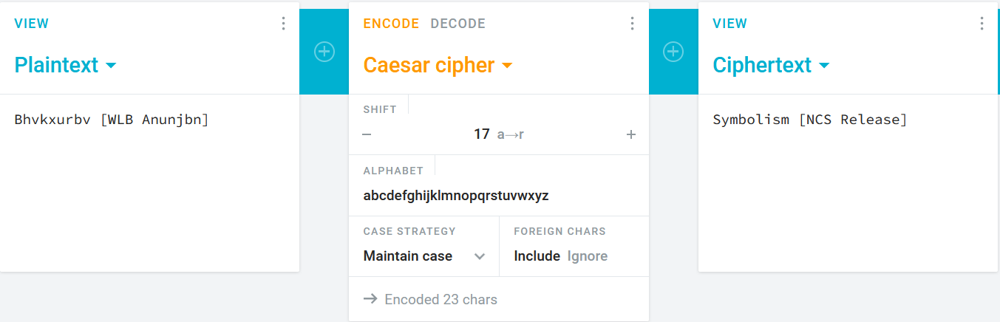 VIEW
Plaintext
Bhvkxurbv [WLB Anunjbn]
ENCODE DECODE
Caesar cipher
SHIFT
− 17 a→r +
ALPHABET
abcdefghijklmnopqrstuvwxyz
CASE STRATEGY
Maintain case
FOREIGN CHARS
Include Ignore
→ Encoded 23 chars
VIEW
Ciphertext
Symbolism [NCS Release]